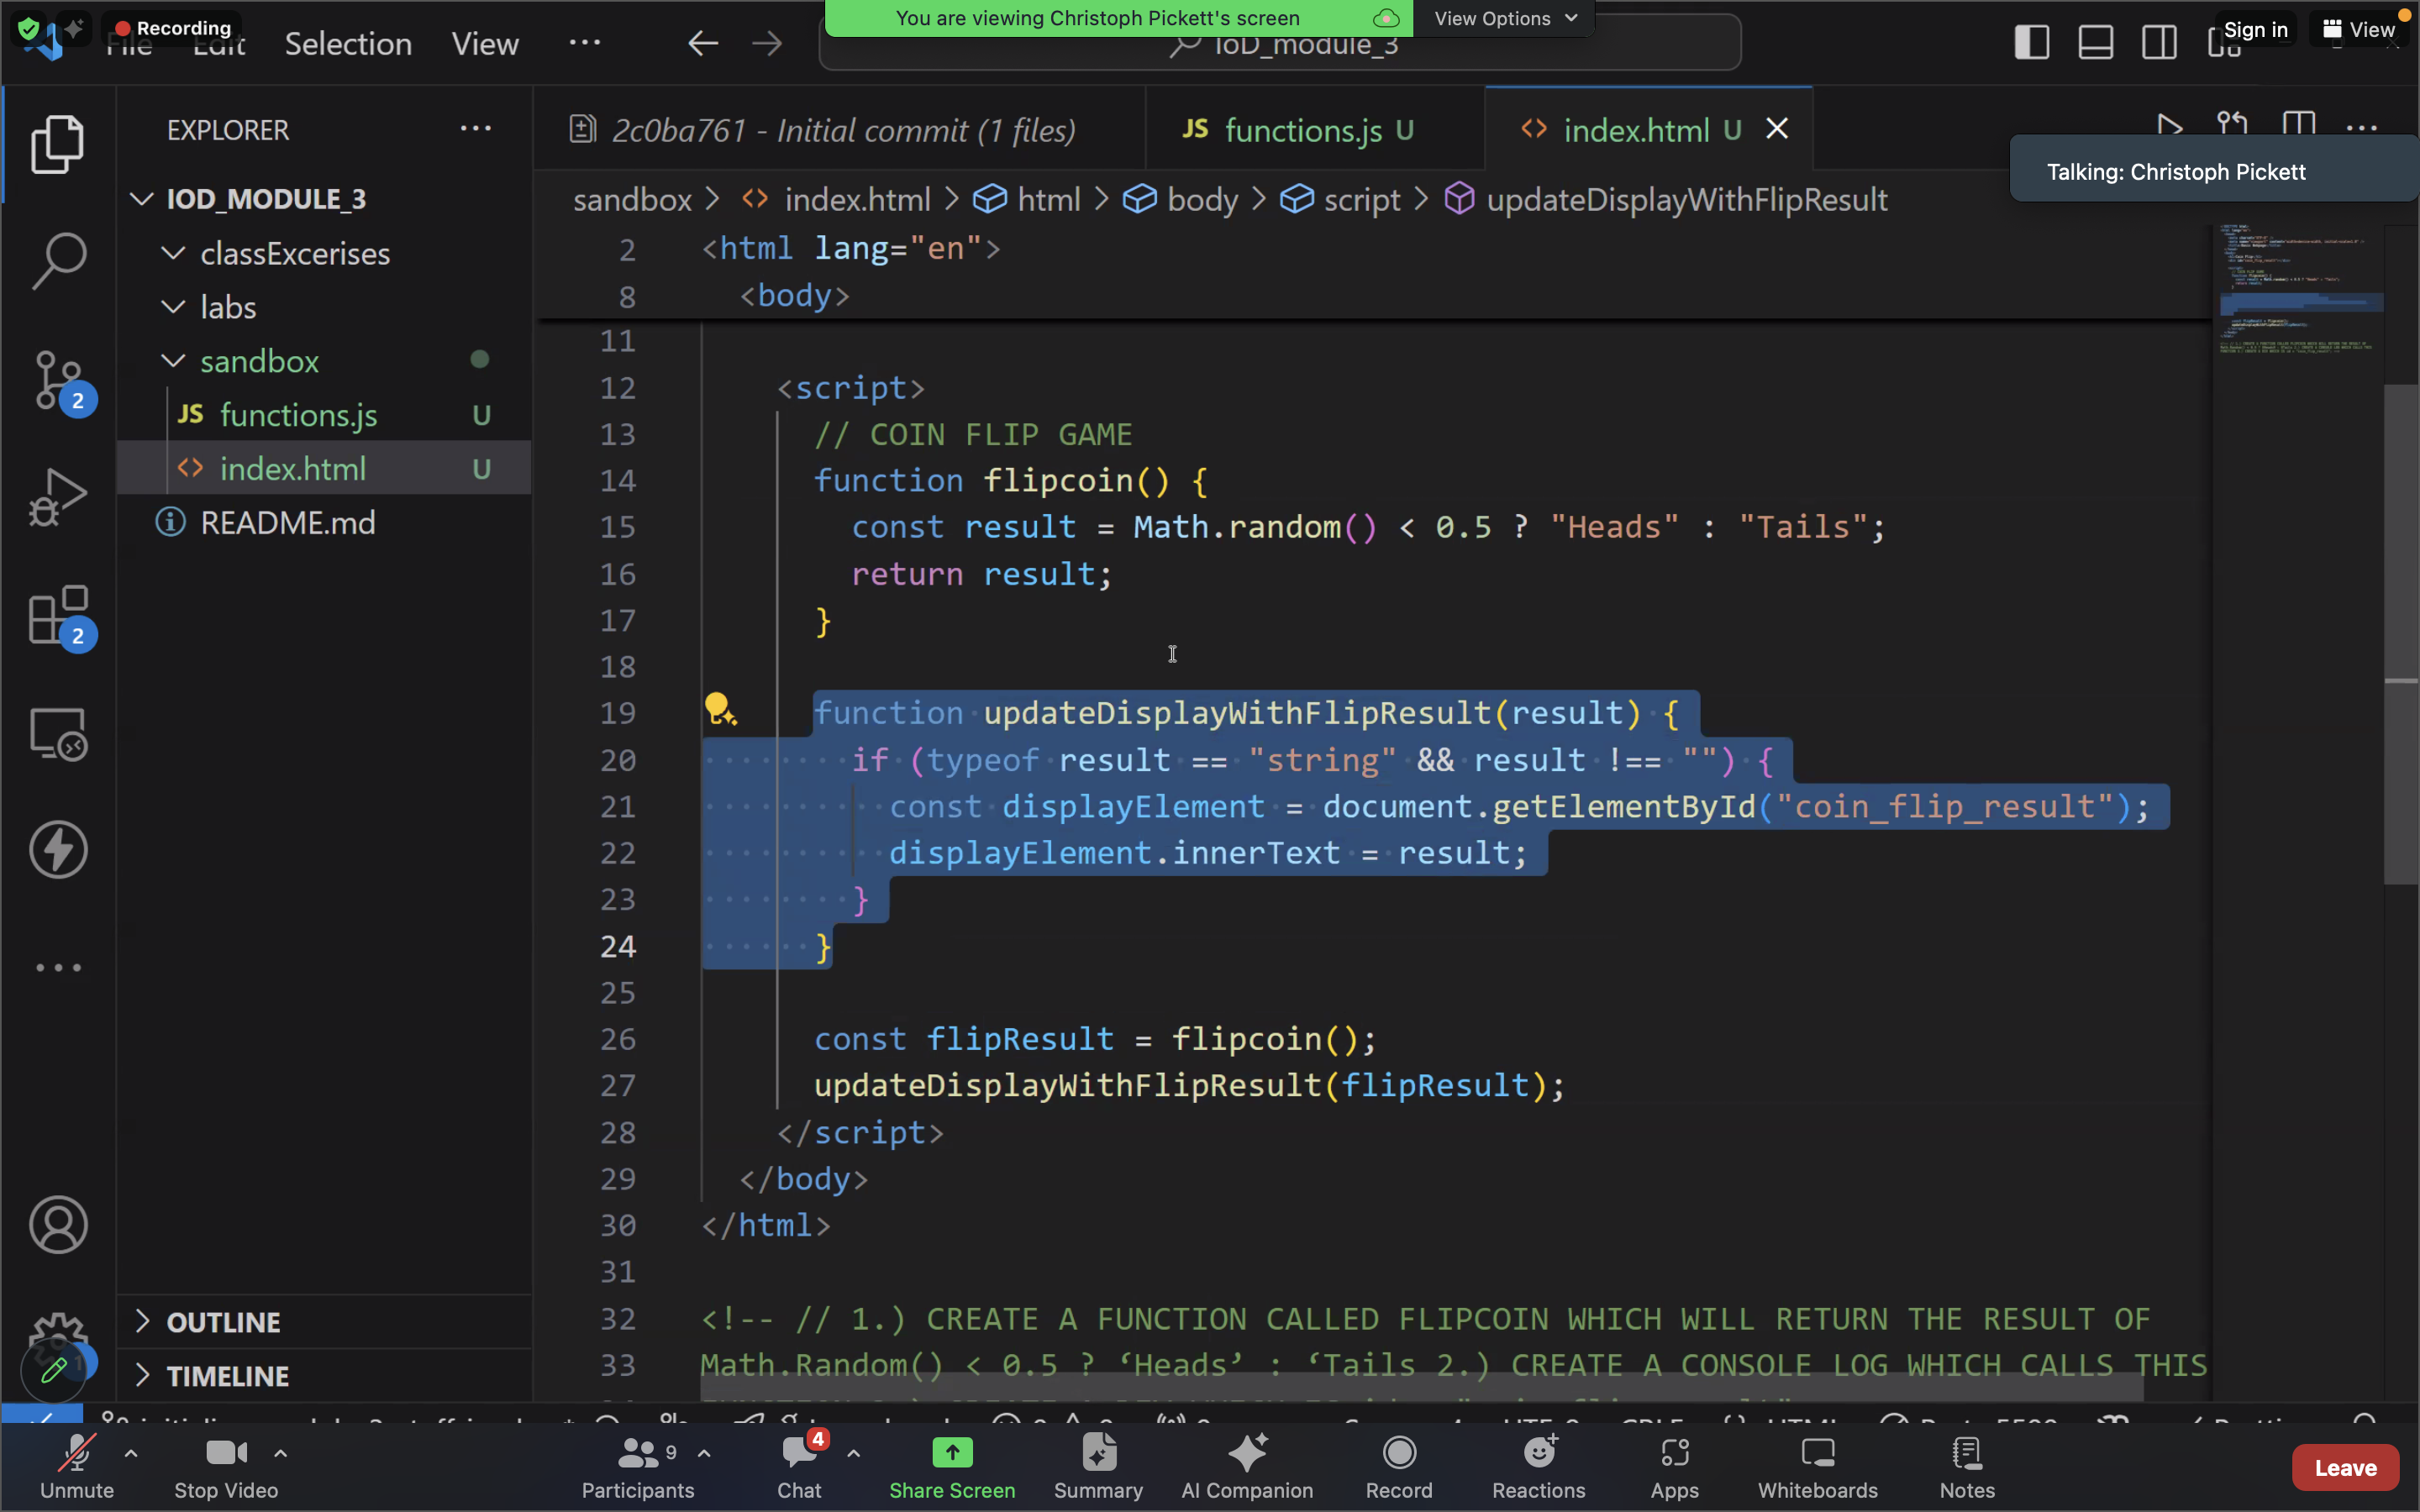 Recording
You are viewing Christoph Pickett's screen
View Options
Sign in
View
File Edit Selection View ...
IoD_module_3
EXPLORER ...
2c0ba761 - Initial commit (1 files)
JS functions.js U
<> index.html U
Talking: Christoph Pickett
sandbox > <> index.html > html > body > script > updateDisplayWithFlipResult
IOD_MODULE_3
classExcerises
labs
sandbox
JS functions.js U
<> index.html U
README.md
2
2
2 <html lang="en">
8 <body>
11
12 <script>
13 // COIN FLIP GAME
14 function flipcoin() {
15 const result = Math.random() < 0.5 ? "Heads" : "Tails";
16 return result;
17 }
18
19 function updateDisplayWithFlipResult(result) {
20 if (typeof result == "string" && result !== "") {
21 const displayElement = document.getElementById("coin_flip_result");
22 displayElement.innerText = result;
23 }
24 }
25
26 const flipResult = flipcoin();
27 updateDisplayWithFlipResult(flipResult);
28 </script>
29 </body>
30 </html>
31
32 <!-- // 1.) CREATE A FUNCTION CALLED FLIPCOIN WHICH WILL RETURN THE RESULT OF
33 Math.Random() < 0.5 ? ‘Heads’ : ‘Tails 2.) CREATE A CONSOLE LOG WHICH CALLS THIS
OUTLINE
TIMELINE
1
Unmute
Stop Video
9
Participants
4
Chat
Share Screen
Summary
AI Companion
Record
Reactions
Apps
Whiteboards
Notes
Leave